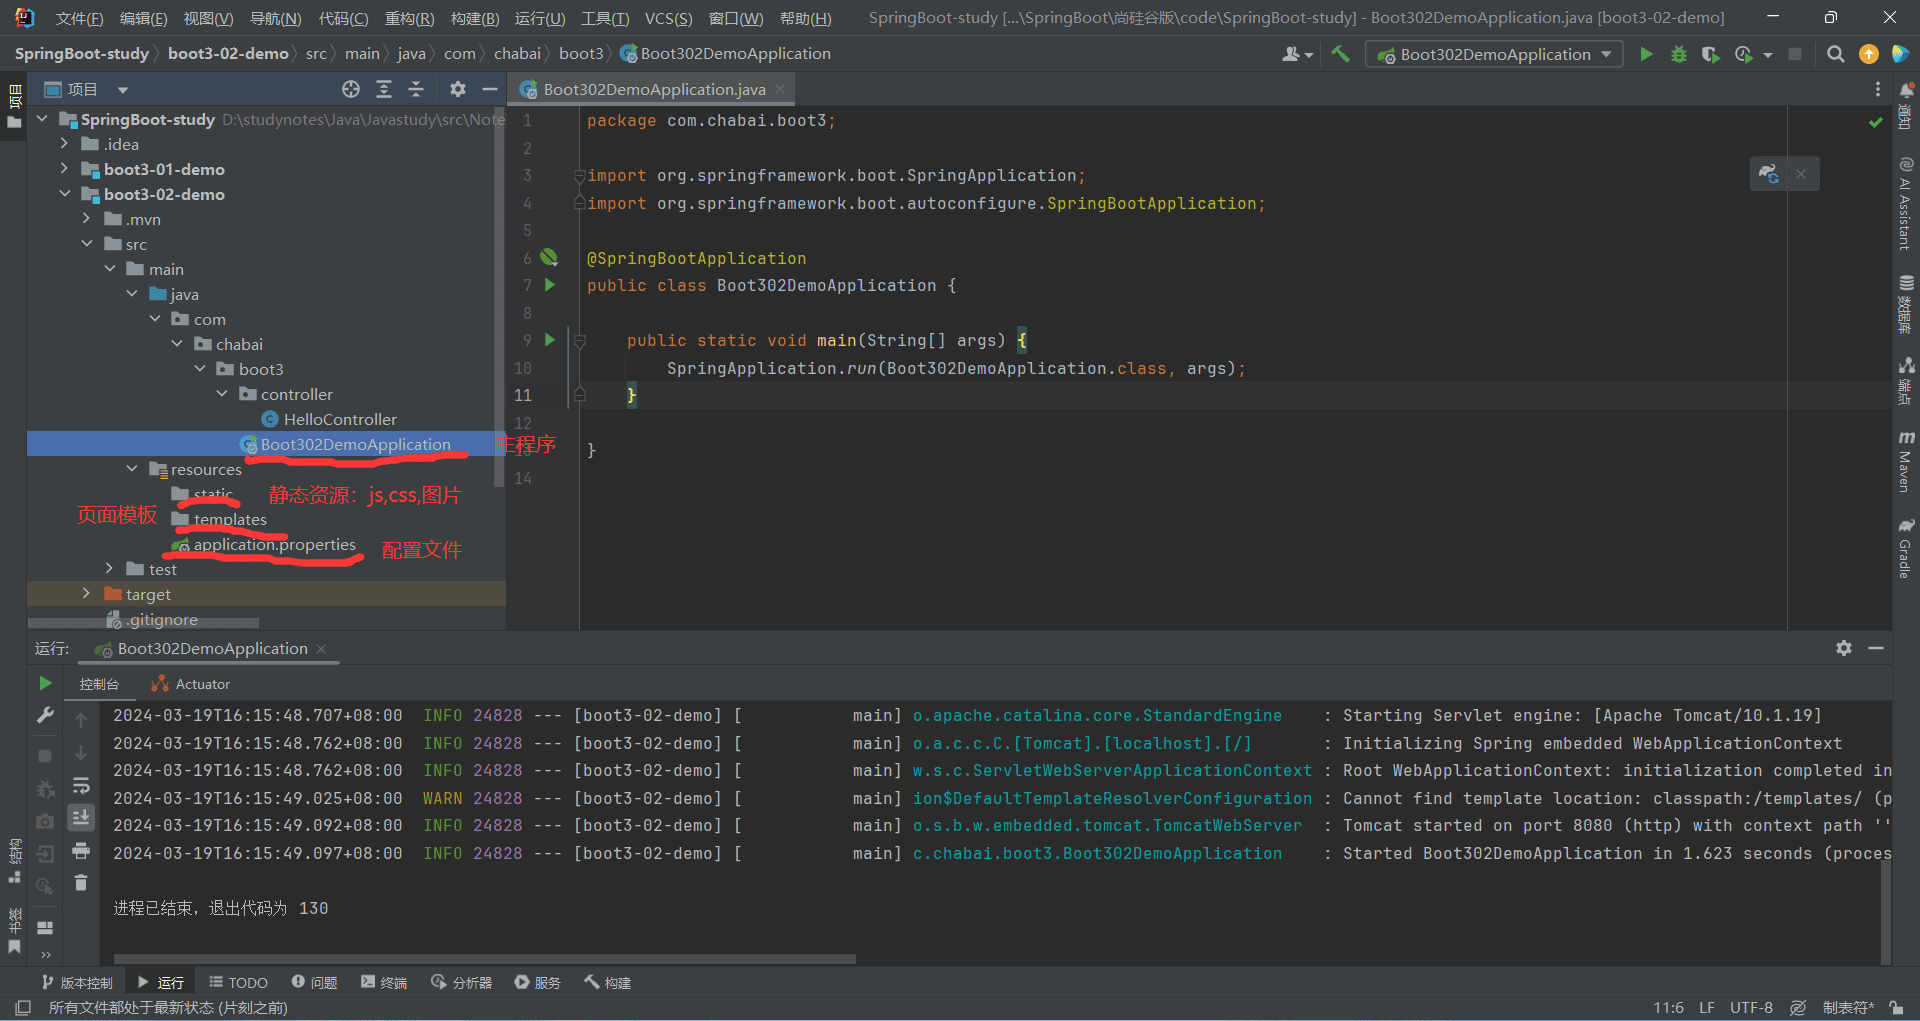 文件(F) 编辑(E) 视图(V) 导航(N) 代码(C) 重构(R) 构建(B) 运行(U) 工具(T) VCS(S) 窗口(W) 帮助(H) SpringBoot-study [...\SpringBoot\尚硅谷版\code\SpringBoot-study] - Boot302DemoApplication.java [boot3-02-demo]
SpringBoot-study boot3-02-demo src main java com chabai boot3 Boot302DemoApplication Boot302DemoApplication
项目
项目
Boot302DemoApplication.java
SpringBoot-study D:\studynotes\Java\Javastudy\src\Note
.idea
boot3-01-demo
boot3-02-demo
.mvn
src
main
java
com
chabai
boot3
controller
HelloController
Boot302DemoApplication 主程序
resources
static 静态资源：js,css,图片
页面模板 templates
application.properties 配置文件
test
target
.gitignore
1 package com.chabai.boot3;
2
3 import org.springframework.boot.SpringApplication;
4 import org.springframework.boot.autoconfigure.SpringBootApplication;
5
6 @SpringBootApplication
7 public class Boot302DemoApplication {
8
9 public static void main(String[] args) {
10 SpringApplication.run(Boot302DemoApplication.class, args);
11 }
12
13 }
14
通知
AI Assistant
数据库
端点
Maven
Gradle
运行: Boot302DemoApplication
控制台 Actuator
2024-03-19T16:15:48.707+08:00 INFO 24828 --- [boot3-02-demo] [ main] o.apache.catalina.core.StandardEngine : Starting Servlet engine: [Apache Tomcat/10.1.19]
2024-03-19T16:15:48.762+08:00 INFO 24828 --- [boot3-02-demo] [ main] o.a.c.c.C.[Tomcat].[localhost].[/] : Initializing Spring embedded WebApplicationContext
2024-03-19T16:15:48.762+08:00 INFO 24828 --- [boot3-02-demo] [ main] w.s.c.ServletWebServerApplicationContext : Root WebApplicationContext: initialization completed in
2024-03-19T16:15:49.025+08:00 WARN 24828 --- [boot3-02-demo] [ main] ion$DefaultTemplateResolverConfiguration : Cannot find template location: classpath:/templates/ (p
2024-03-19T16:15:49.092+08:00 INFO 24828 --- [boot3-02-demo] [ main] o.s.b.w.embedded.tomcat.TomcatWebServer : Tomcat started on port 8080 (http) with context path ''
2024-03-19T16:15:49.097+08:00 INFO 24828 --- [boot3-02-demo] [ main] c.chabai.boot3.Boot302DemoApplication : Started Boot302DemoApplication in 1.623 seconds (proces
进程已结束，退出代码为 130
结构
书签
版本控制 运行 TODO 问题 终端 分析器 服务 构建
所有文件都处于最新状态 (片刻之前) 11:6 LF UTF-8 制表符*